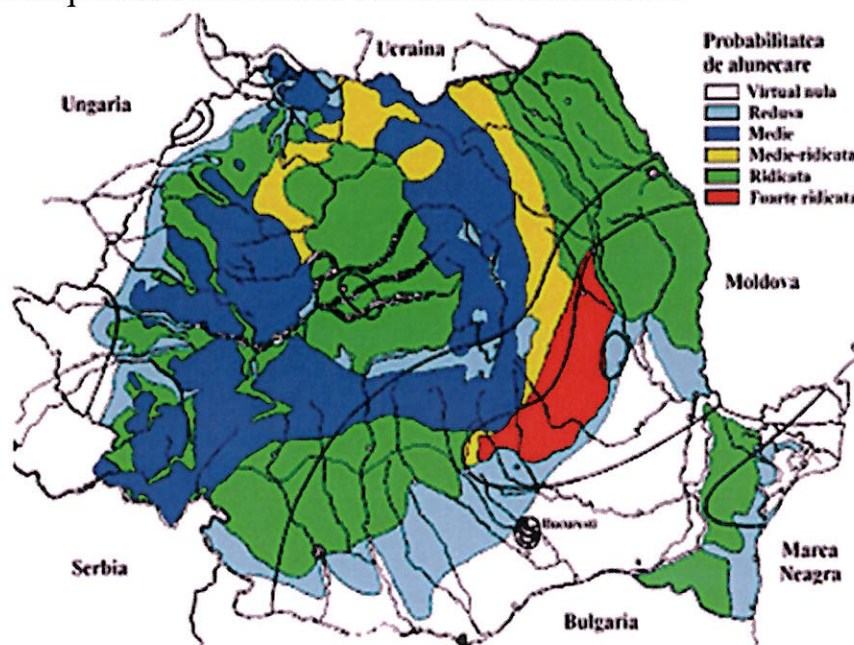 Ucraina
Ungaria
Probabilitatea
de alunecare
Virtual nula
Redusa
Medie
Medie-ridicata
Ridicata
Foarte ridicata
Moldova
Bucuresti
Serbia
Marea
Neagra
Bulgaria